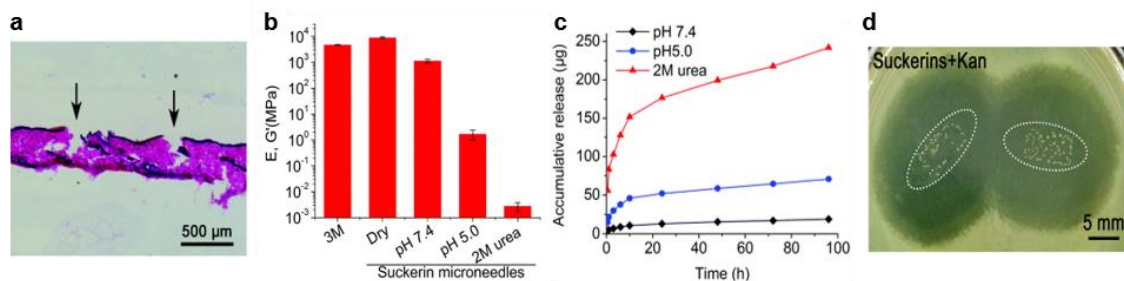 a
500 µm
b
E, G'(MPa)
10⁵
10⁴
10³
10²
10¹
10⁰
10⁻¹
10⁻²
10⁻³
3M
Dry
pH 7.4
pH 5.0
2M urea
Suckerin microneedles
c
Accumulative release (µg)
250
200
150
100
50
0
pH 7.4
pH5.0
2M urea
0 20 40 60 80 100
Time (h)
d
Suckerins+Kan
5 mm